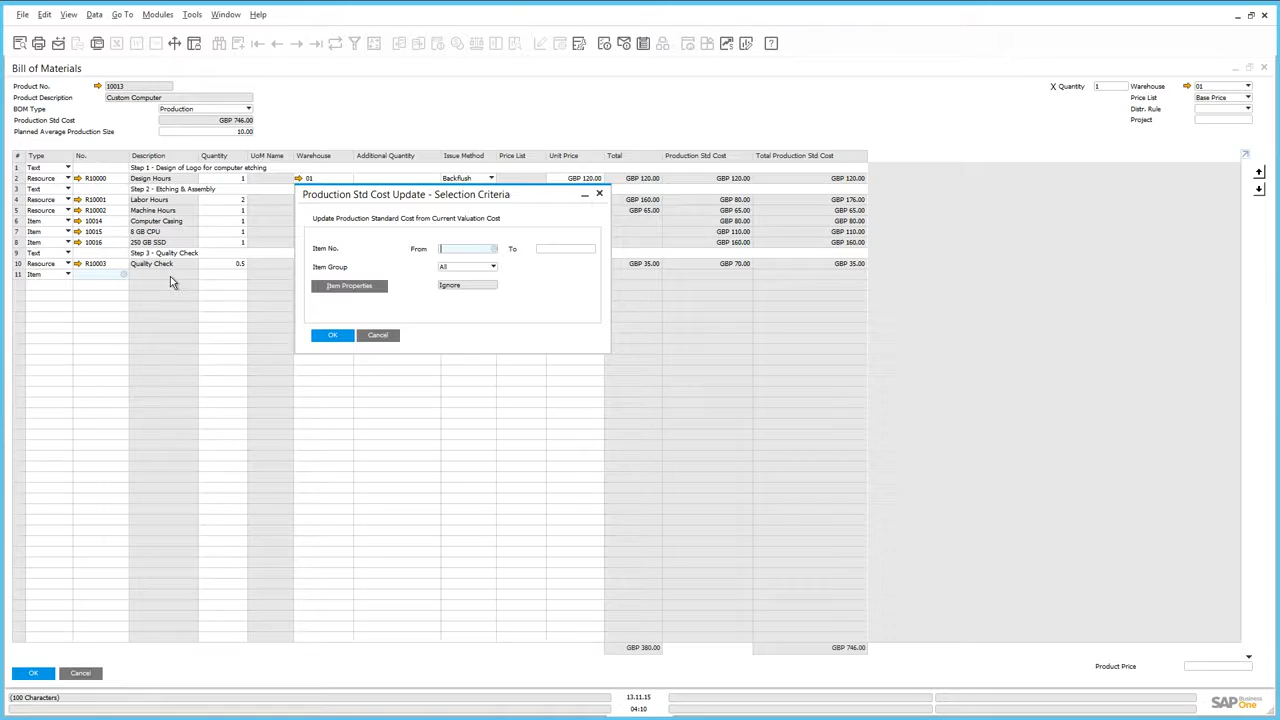 File Edit View Data Go To Modules Tools Window Help
Bill of Materials
Product No. 10013 X Quantity 1 Warehouse 01
Product Description Custom Computer Price List Base Price
BOM Type Production Distr. Rule
Production Std Cost GBP 746.00 Project
Planned Average Production Size 10.00
# Type No. Description Quantity UoM Name Warehouse Additional Quantity Issue Method Price List Unit Price Total Production Std Cost Total Production Std Cost
1 Text Step 1 - Design of Logo for computer etching
2 Resource R10000 Design Hours 1 01 Backflush GBP 120.00 GBP 120.00 GBP 120.00 GBP 120.00
3 Text Step 2 - Etching & Assembly
4 Resource R10001 Labor Hours 2 GBP 160.00 GBP 80.00 GBP 176.00
5 Resource R10002 Machine Hours 1 GBP 65.00 GBP 65.00 GBP 65.00
6 Item 10014 Computer Casing 1 GBP 80.00 GBP 80.00
7 Item 10015 8 GB CPU 1 GBP 110.00 GBP 110.00
8 Item 10016 250 GB SSD 1 GBP 160.00 GBP 160.00
9 Text Step 3 - Quality Check
10 Resource R10003 Quality Check 0.5 GBP 35.00 GBP 70.00 GBP 35.00
11 Item
Production Std Cost Update - Selection Criteria
Update Production Standard Cost from Current Valuation Cost
Item No. From To
Item Group All
Item Properties Ignore
OK Cancel
GBP 380.00 GBP 746.00
Product Price
OK Cancel
(100 Characters) 13.11.15
04:10
SAP Business One